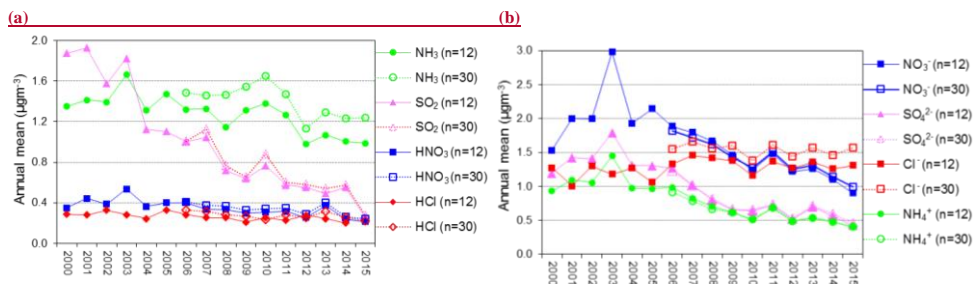 (a)
(b)
Annual mean (µgm⁻³)
2.0
1.6
1.2
0.8
0.4
0.0
2000
2001
2002
2003
2004
2005
2006
2007
2008
2009
2010
2011
2012
2013
2014
2015
NH₃ (n=12)
NH₃ (n=30)
SO₂ (n=12)
SO₂ (n=30)
HNO₃ (n=12)
HNO₃ (n=30)
HCl (n=12)
HCl (n=30)
Annual mean (µgm⁻³)
3.0
2.5
2.0
1.5
1.0
0.5
0.0
2000
2001
2002
2003
2004
2005
2006
2007
2008
2009
2010
2011
2012
2013
2014
2015
NO₃⁻ (n=12)
NO₃⁻ (n=30)
SO₄²⁻ (n=12)
SO₄²⁻ (n=30)
Cl⁻ (n=12)
Cl⁻ (n=30)
NH₄⁺ (n=12)
NH₄⁺ (n=30)